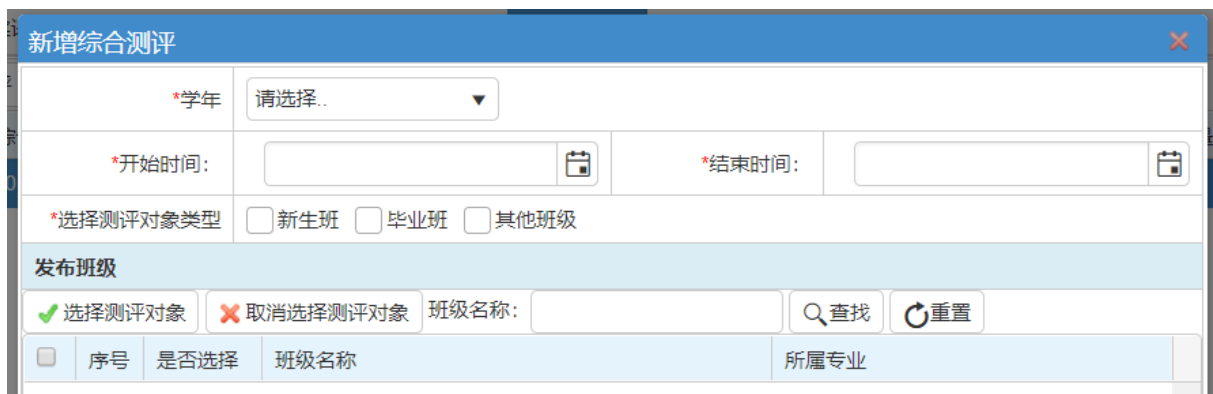 新增综合测评
*学年 请选择..
*开始时间： *结束时间：
*选择测评对象类型 新生班 毕业班 其他班级
发布班级
选择测评对象 取消选择测评对象 班级名称： 查找 重置
序号 是否选择 班级名称 所属专业